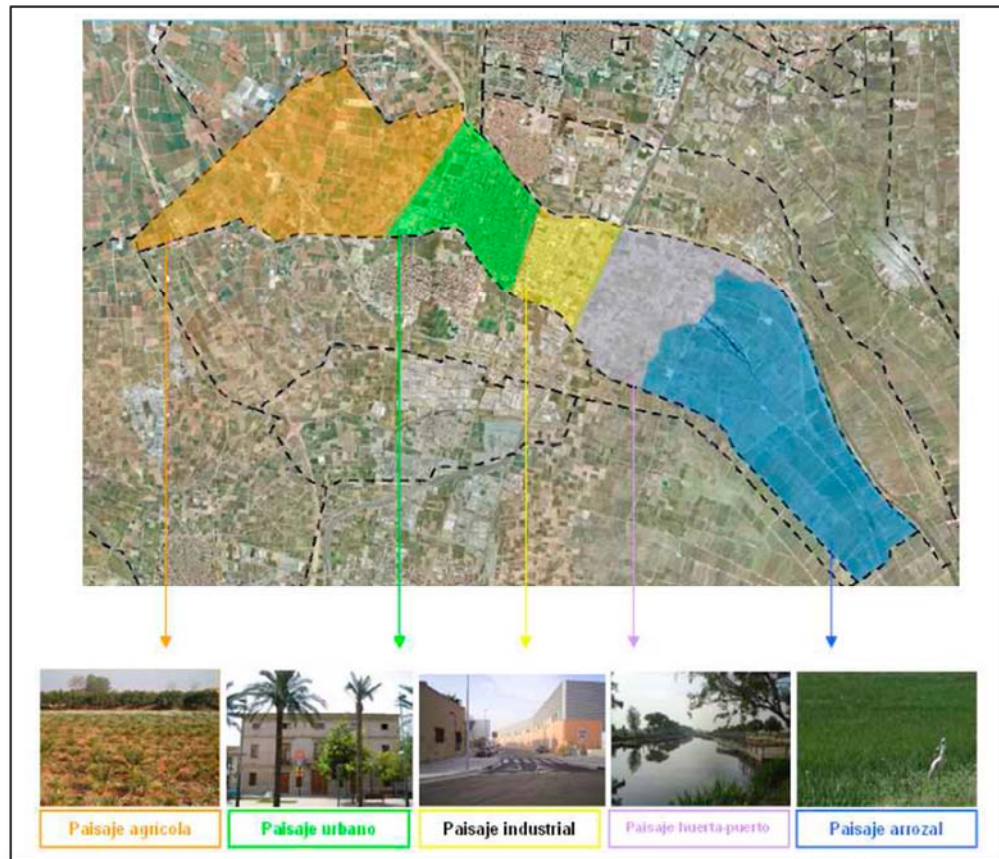 Paisaje agrícola
Paisaje urbano
Paisaje industrial
Paisaje huerta-puerto
Paisaje arrozal